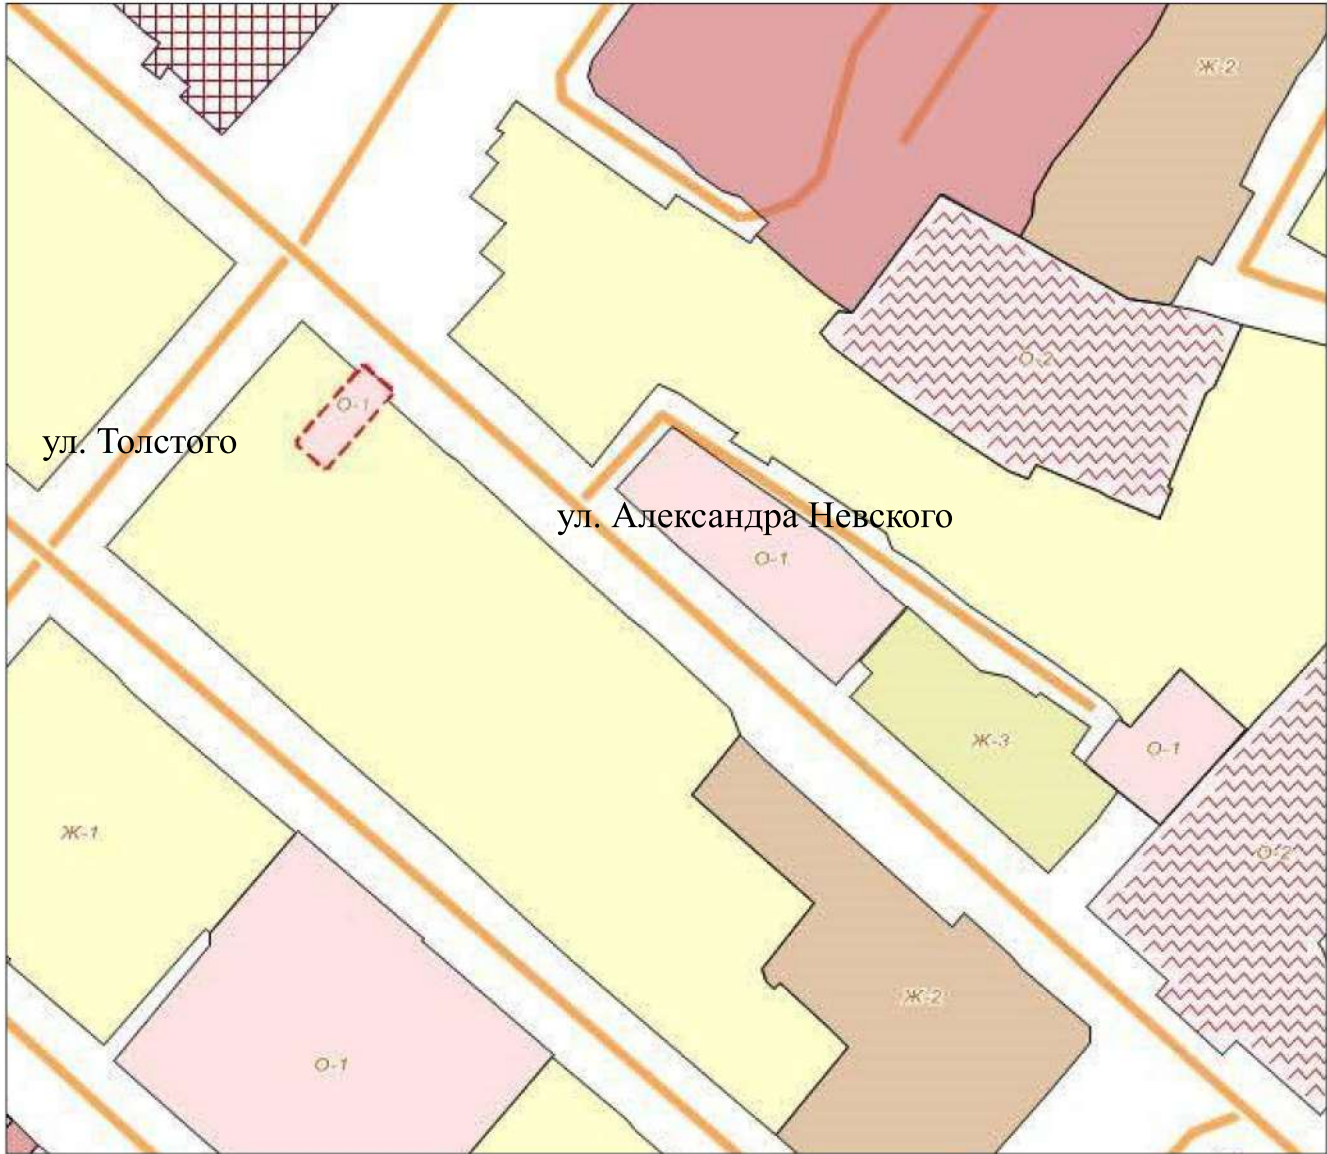 Ж-2
О-2
О-1
ул. Толстого
ул. Александра Невского
О-1
Ж-3
О-1
Ж-1
О-2
Ж-2
О-1